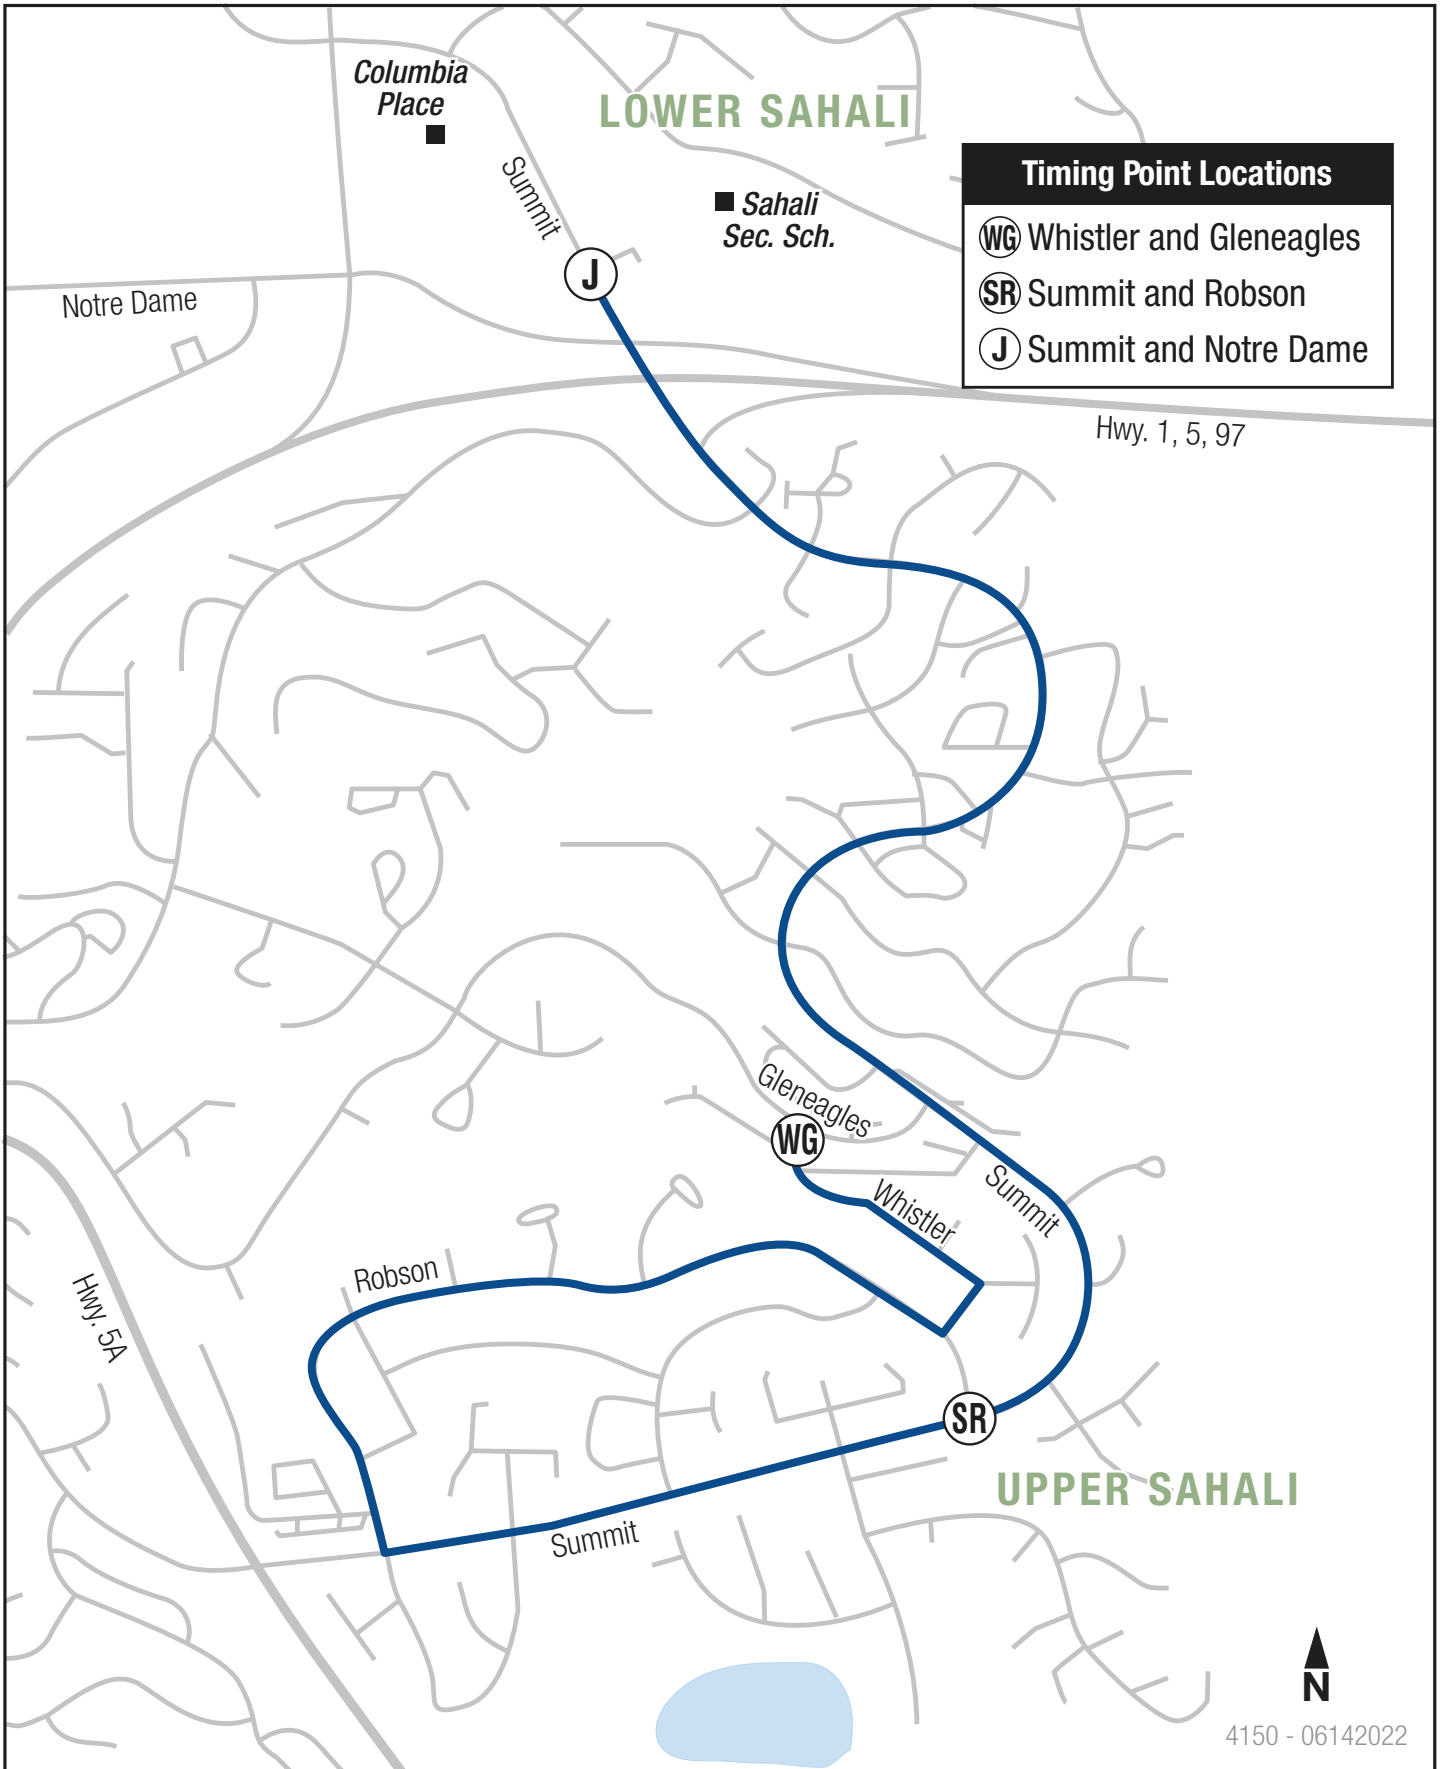 Columbia
Place
LOWER SAHALI
Summit
Sahali
Sec. Sch.
Timing Point Locations
WG Whistler and Gleneagles
SR Summit and Robson
J Summit and Notre Dame
J
Notre Dame
Hwy. 1, 5, 97
Gleneagles
WG
Whistler
Summit
Robson
Hwy. 5A
SR
UPPER SAHALI
Summit
N
4150 - 06142022